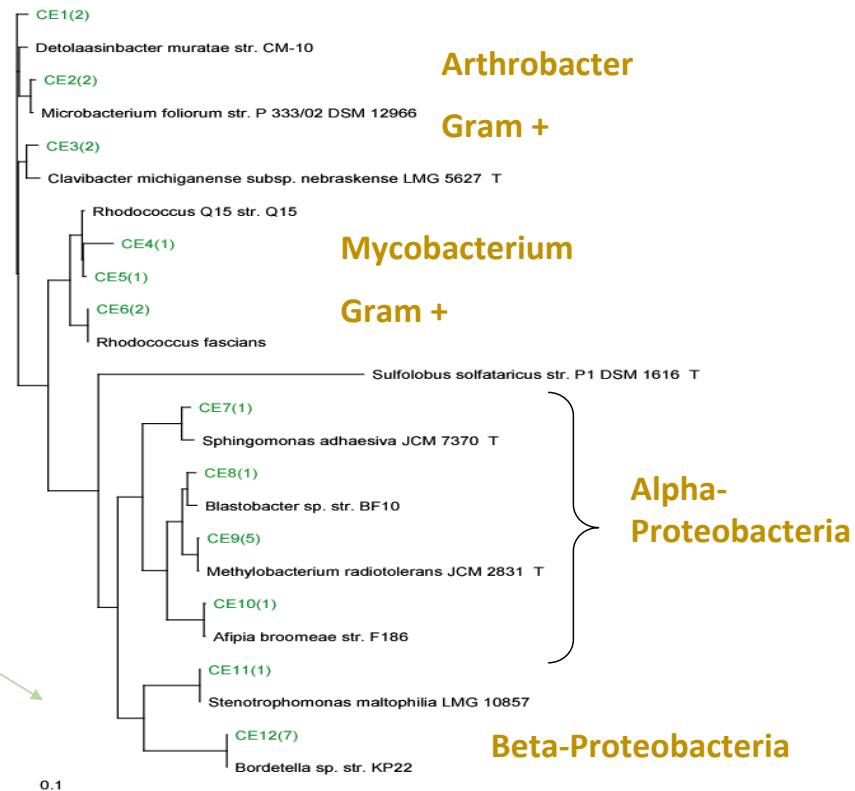 CE1(2)
Detolaasinbacter muratae str. CM-10
CE2(2)
Microbacterium foliorum str. P 333/02 DSM 12966
CE3(2)
Clavibacter michiganense subsp. nebraskense LMG 5627 T
Arthrobacter
Gram +
Rhodococcus Q15 str. Q15
CE4(1)
CE5(1)
CE6(2)
Rhodococcus fascians
Mycobacterium
Gram +
Sulfolobus solfataricus str. P1 DSM 1616 T
CE7(1)
Sphingomonas adhaesiva JCM 7370 T
CE8(1)
Blastobacter sp. str. BF10
CE9(5)
Methylobacterium radiotolerans JCM 2831 T
CE10(1)
Afipia broomeae str. F186
Alpha-
Proteobacteria
CE11(1)
Stenotrophomonas maltophilia LMG 10857
CE12(7)
Bordetella sp. str. KP22
Beta-Proteobacteria
0.1